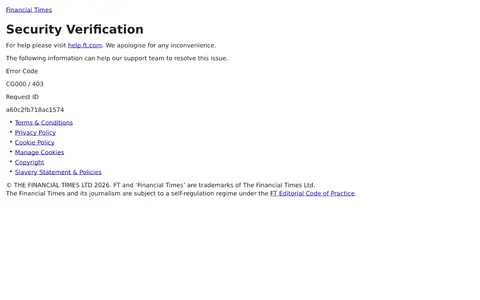 Financial Times
Security Verification
For help please visit help.ft.com. We apologise for any inconvenience.
The following information can help our support team to resolve this issue.
Error Code
CG000 / 403
Request ID
a60c2fb718ac1574
• Terms & Conditions
• Privacy Policy
• Cookie Policy
• Manage Cookies
• Copyright
• Slavery Statement & Policies
© THE FINANCIAL TIMES LTD 2026. FT and ‘Financial Times’ are trademarks of The Financial Times Ltd.
The Financial Times and its journalism are subject to a self-regulation regime under the FT Editorial Code of Practice.